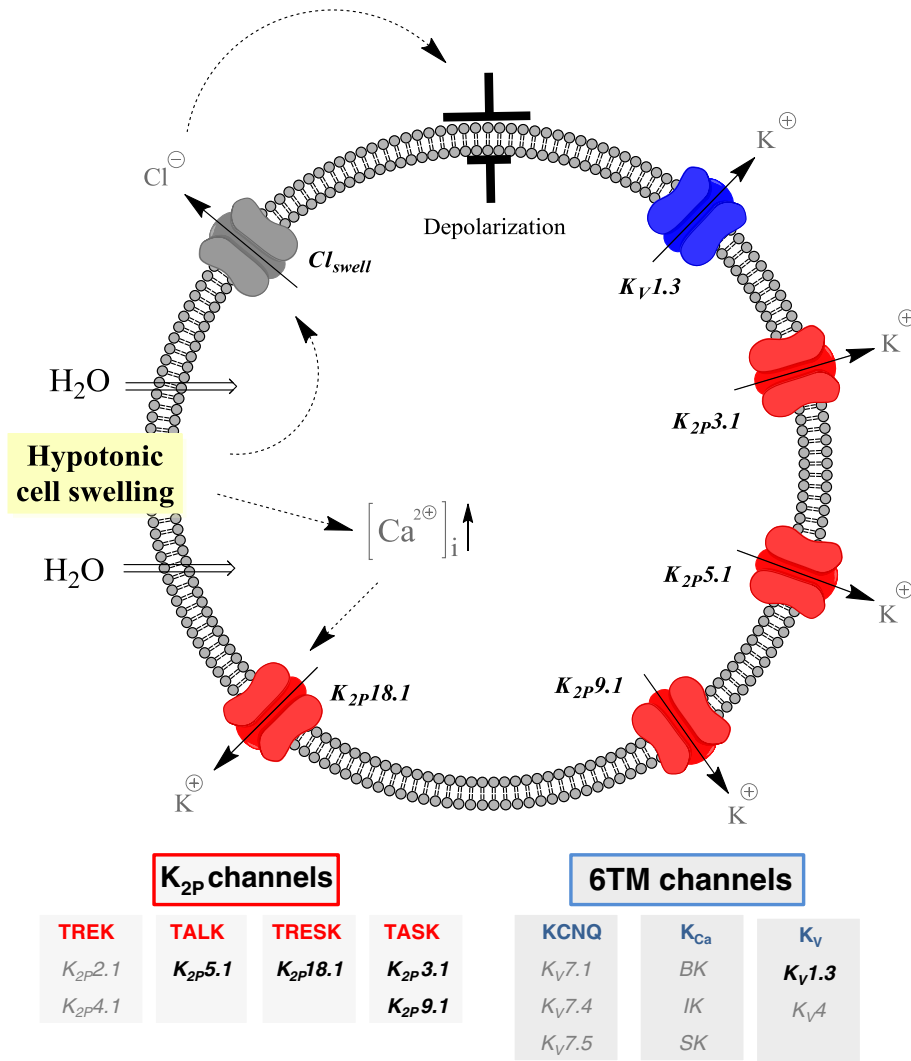 K⊕
Cl⊖
Depolarization
Cl_swell
K_V1.3
K⊕
H2O
K_2P3.1
Hypotonic
cell swelling
[Ca²⊕]i↑
H2O
K_2P5.1
K⊕
K_2P18.1
K_2P9.1
K⊕
K⊕
K2P channels
6TM channels
TREK TALK TRESK TASK
K2P2.1 K2P5.1 K2P18.1 K2P3.1
K2P4.1 K2P9.1
KCNQ KCa KV
KV7.1 BK KV1.3
KV7.4 IK KV4
KV7.5 SK